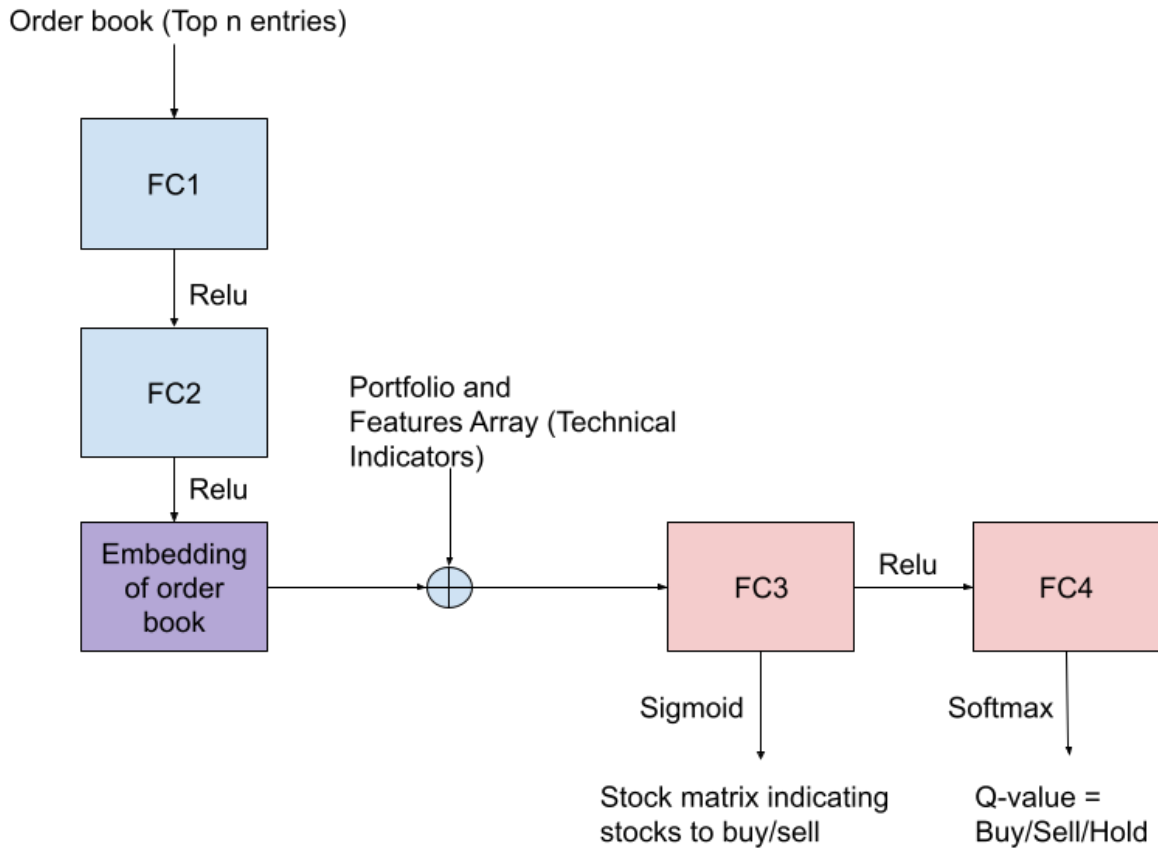 Order book (Top n entries)
FC1
Relu
FC2
Relu
Embedding
of order
book
Portfolio and
Features Array (Technical
Indicators)
FC3
Relu
FC4
Sigmoid
Softmax
Stock matrix indicating
stocks to buy/sell
Q-value =
Buy/Sell/Hold